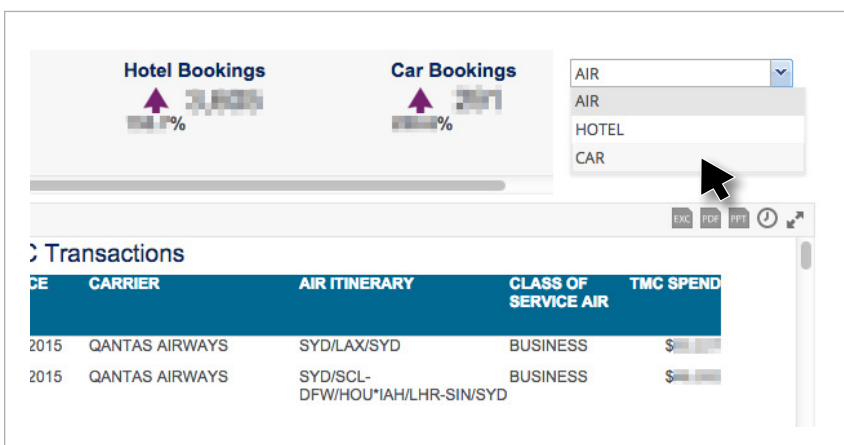 Hotel Bookings
Car Bookings
%
%
AIR
AIR
HOTEL
CAR
EXC PDF PPT
C Transactions
CE CARRIER AIR ITINERARY CLASS OF TMC SPEND
SERVICE AIR
2015 QANTAS AIRWAYS SYD/LAX/SYD BUSINESS $
2015 QANTAS AIRWAYS SYD/SCL- BUSINESS $
DFW/HOU*IAH/LHR-SIN/SYD